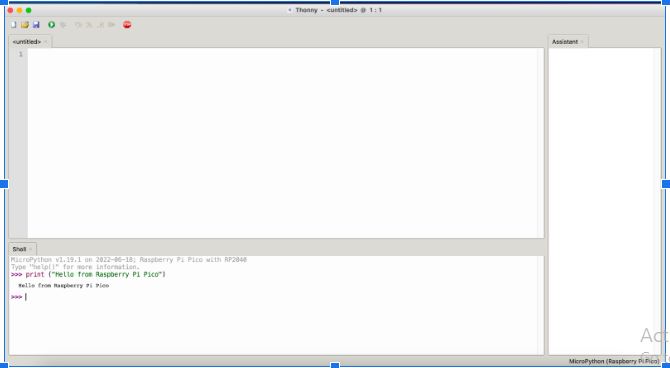 Thonny - <untitled> @ 1 : 1
<untitled> ×
Assistant ×
1
Shell ×
MicroPython v1.19.1 on 2022-06-18; Raspberry Pi Pico with RP2040
Type "help()" for more information.
>>> print ("Hello from Raspberry Pi Pico")
Hello from Raspberry Pi Pico
>>>
Act
MicroPython (Raspberry Pi Pico)